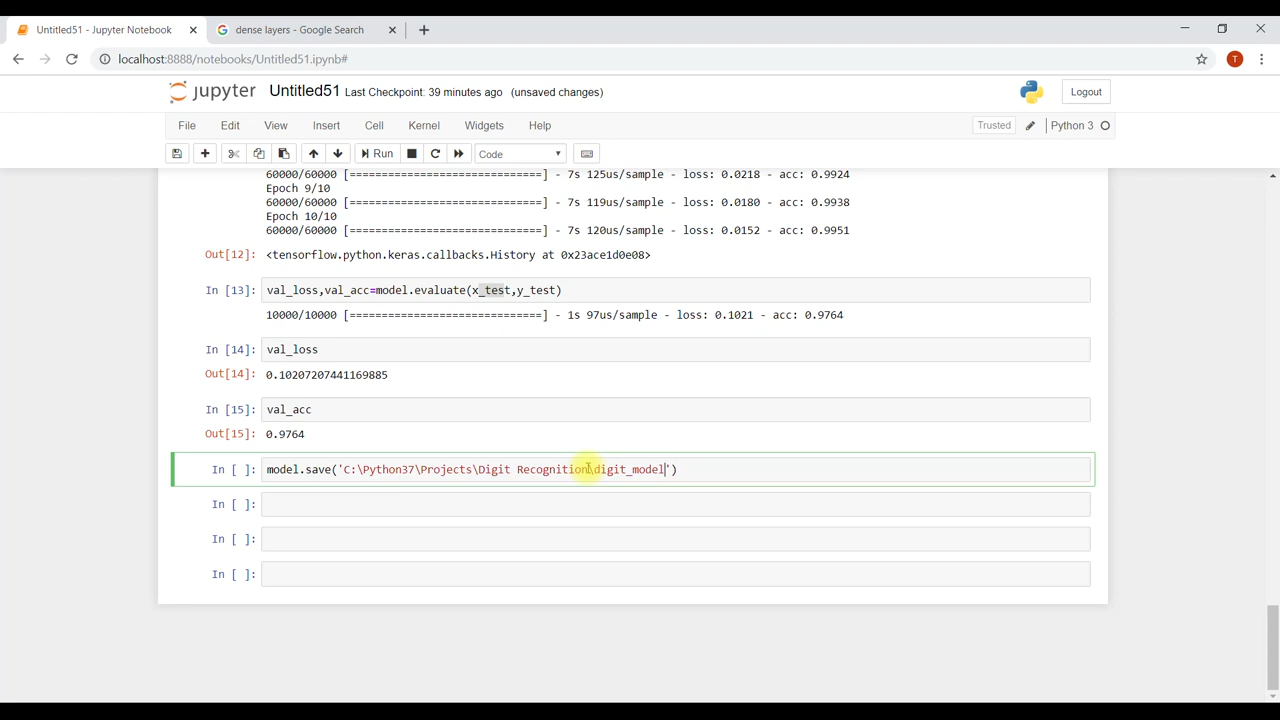 Untitled51 - Jupyter Notebook
dense layers - Google Search
localhost:8888/notebooks/Untitled51.ipynb#
T
jupyter Untitled51 Last Checkpoint: 39 minutes ago (unsaved changes)
Logout
File Edit View Insert Cell Kernel Widgets Help
Trusted
Python 3
Run
Code
60000/60000 [==============================] - 7s 125us/sample - loss: 0.0218 - acc: 0.9924
Epoch 9/10
60000/60000 [==============================] - 7s 119us/sample - loss: 0.0180 - acc: 0.9938
Epoch 10/10
60000/60000 [==============================] - 7s 120us/sample - loss: 0.0152 - acc: 0.9951
Out[12]: <tensorflow.python.keras.callbacks.History at 0x23ace1d0e08>
In [13]: val_loss,val_acc=model.evaluate(x_test,y_test)
10000/10000 [==============================] - 1s 97us/sample - loss: 0.1021 - acc: 0.9764
In [14]: val_loss
Out[14]: 0.10207207441169885
In [15]: val_acc
Out[15]: 0.9764
In [ ]: model.save('C:\Python37\Projects\Digit Recognition\digit_model')
In [ ]:
In [ ]:
In [ ]: